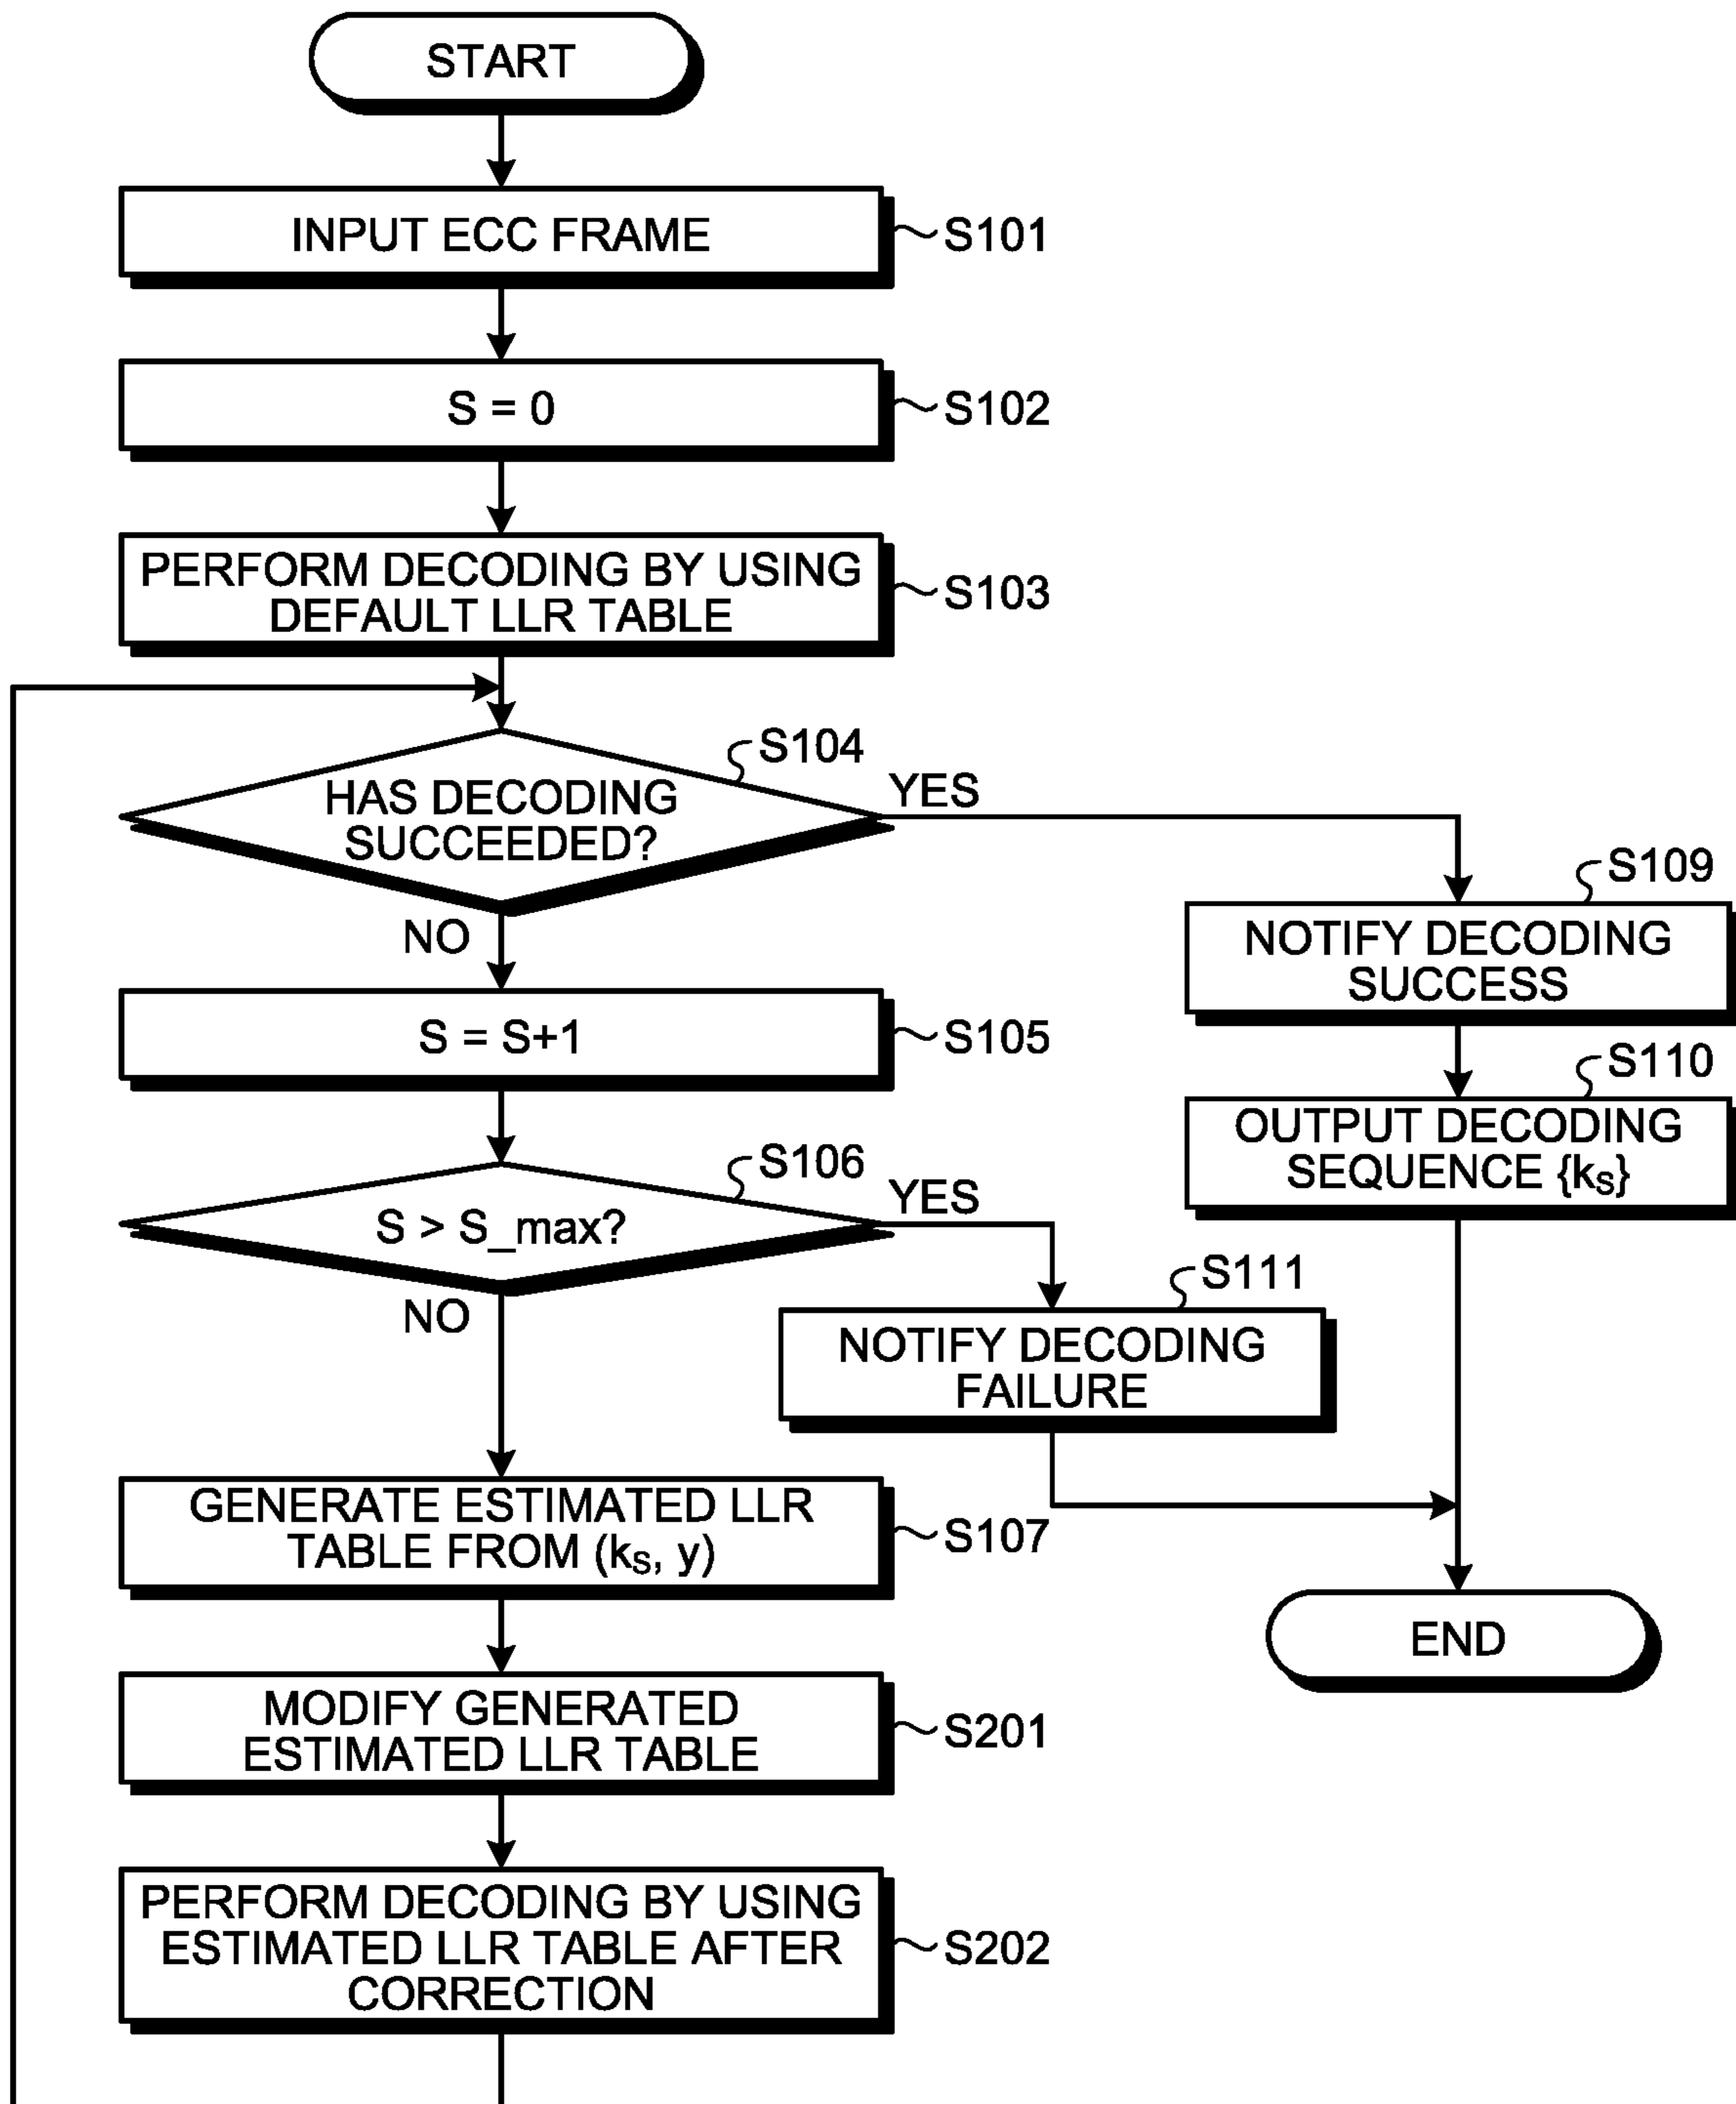 START
INPUT ECC FRAME
S101
S = 0
S102
PERFORM DECODING BY USING
DEFAULT LLR TABLE
S103
HAS DECODING
SUCCEEDED?
S104
YES
NO
S109
NOTIFY DECODING
SUCCESS
S = S+1
S105
S110
OUTPUT DECODING
SEQUENCE {kS}
S > S_max?
S106
YES
NO
S111
NOTIFY DECODING
FAILURE
GENERATE ESTIMATED LLR
TABLE FROM (kS, y)
S107
END
MODIFY GENERATED
ESTIMATED LLR TABLE
S201
PERFORM DECODING BY USING
ESTIMATED LLR TABLE AFTER
CORRECTION
S202